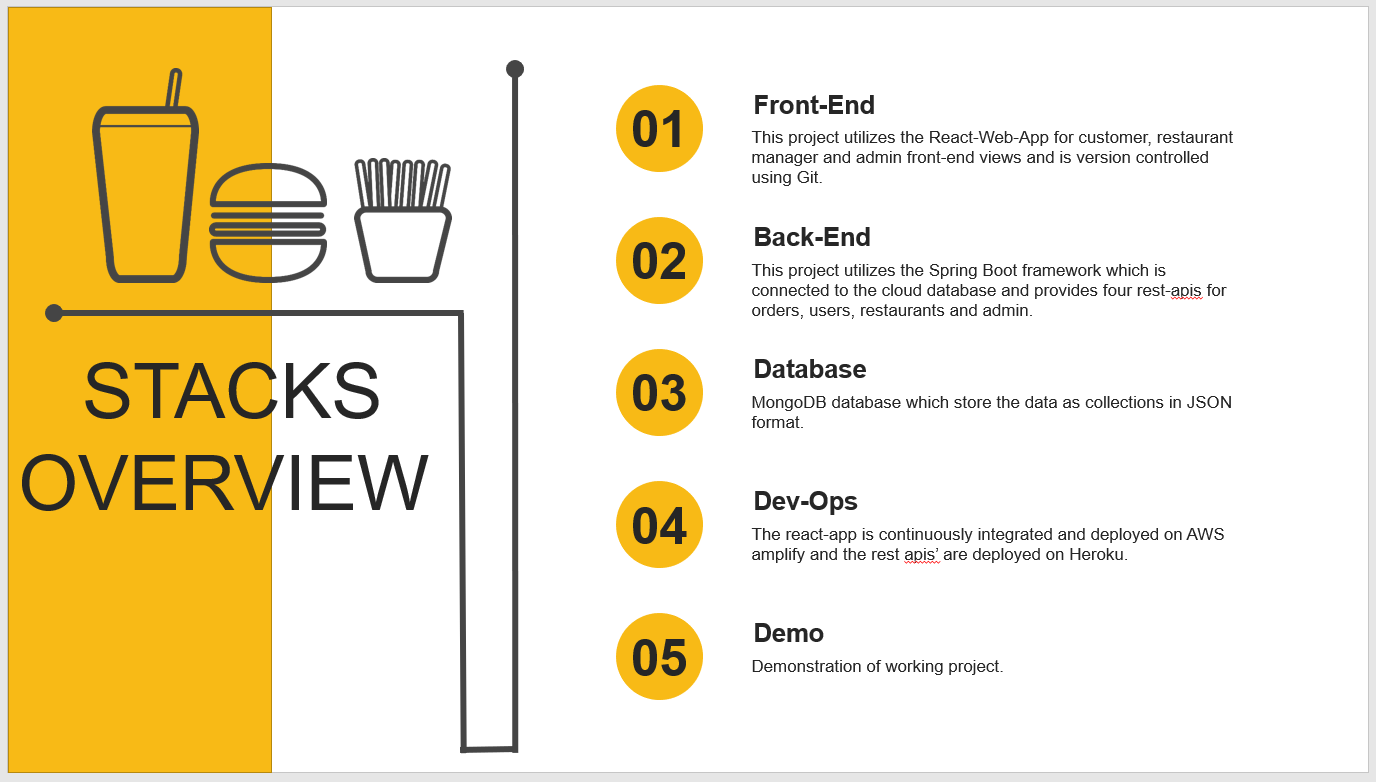 STACKS
OVERVIEW
01
Front-End
This project utilizes the React-Web-App for customer, restaurant
manager and admin front-end views and is version controlled
using Git.
02
Back-End
This project utilizes the Spring Boot framework which is
connected to the cloud database and provides four rest-apis for
orders, users, restaurants and admin.
03
Database
MongoDB database which store the data as collections in JSON
format.
04
Dev-Ops
The react-app is continuously integrated and deployed on AWS
amplify and the rest apis’ are deployed on Heroku.
05
Demo
Demonstration of working project.